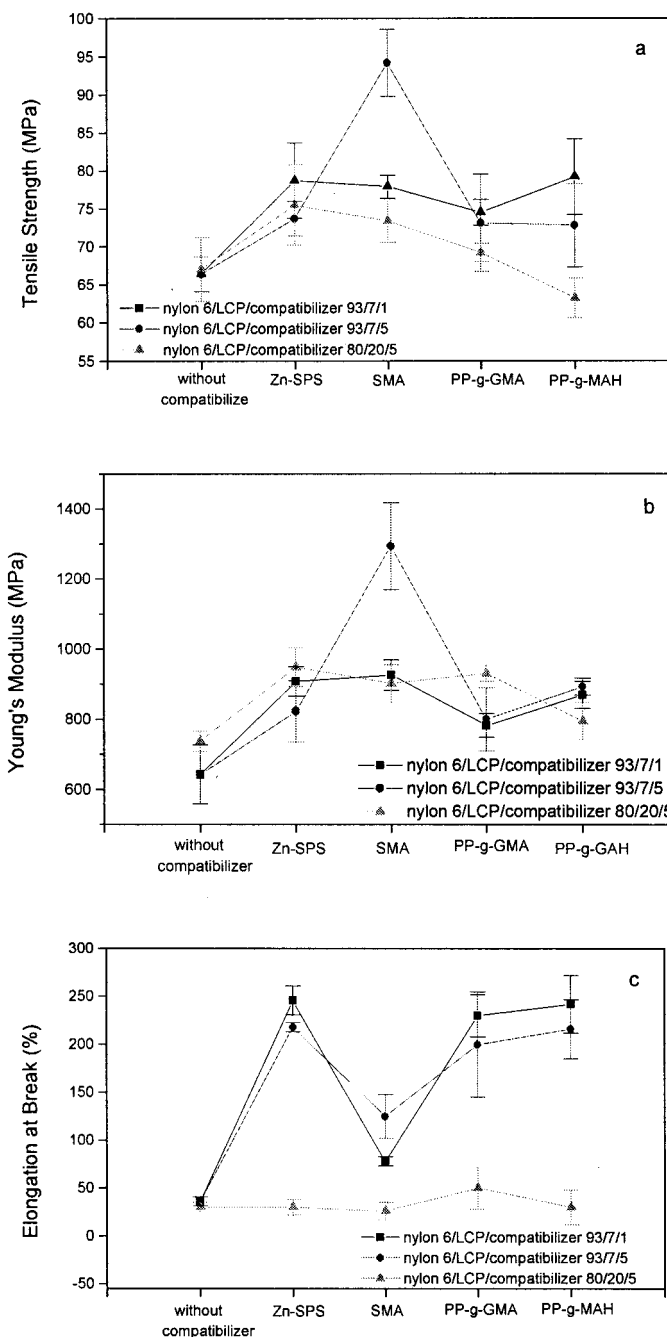 a
Tensile Strength (MPa)
100
95
90
85
80
75
70
65
60
55
nylon 6/LCP/compatibilizer 93/7/1
nylon 6/LCP/compatibilizer 93/7/5
nylon 6/LCP/compatibilizer 80/20/5
without
compatibilize
Zn-SPS
SMA
PP-g-GMA
PP-g-MAH
b
Young's Modulus (MPa)
1400
1200
1000
800
600
nylon 6/LCP/compatibilizer 93/7/1
nylon 6/LCP/compatibilizer 93/7/5
nylon 6/LCP/compatibilizer 80/20/5
without
compatibilizer
Zn-SPS
SMA
PP-g-GMA
PP-g-GAH
c
Elongation at Break (%)
300
250
200
150
100
50
0
-50
nylon 6/LCP/compatibilizer 93/7/1
nylon 6/LCP/compatibilizer 93/7/5
nylon 6/LCP/compatibilizer 80/20/5
without
compatibilizer
Zn-SPS
SMA
PP-g-GMA
PP-g-MAH